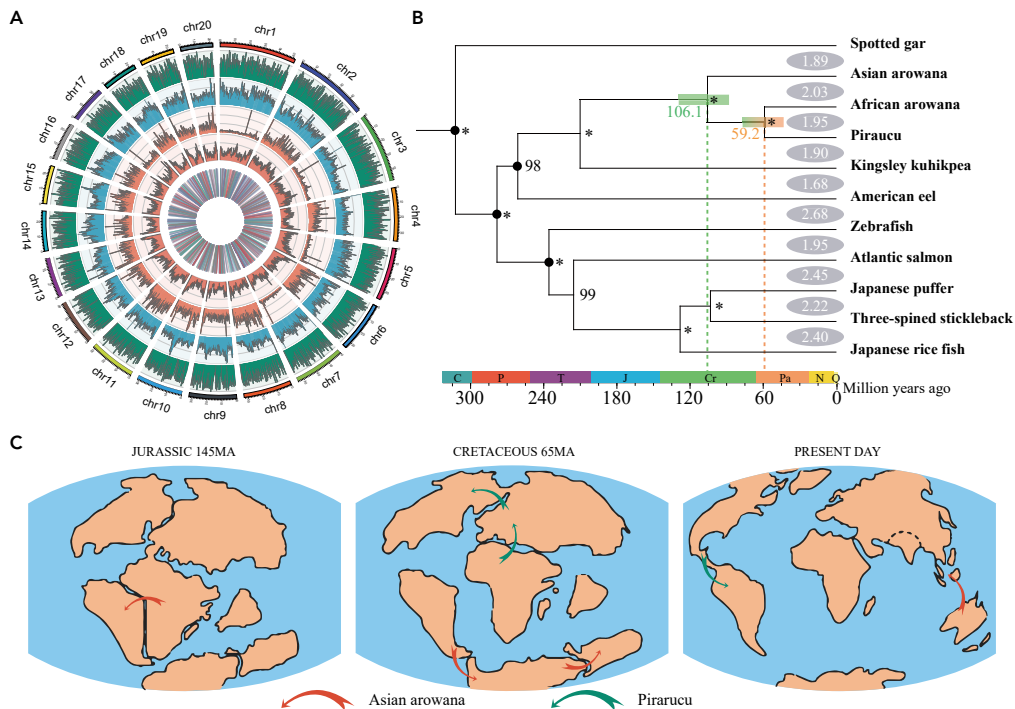 A
chr1
chr2
chr3
chr4
chr5
chr6
chr7
chr8
chr9
chr10
chr11
chr12
chr13
chr14
chr15
chr16
chr17
chr18
chr19
chr20
B
Spotted gar
1.89
Asian arowana
2.03
African arowana
1.95
Piraucu
1.90
Kingsley kuhikpea
1.68
American eel
2.68
Zebrafish
1.95
Atlantic salmon
2.45
Japanese puffer
2.22
Three-spined stickleback
2.40
Japanese rice fish
*
106.1
*
59.2
*
98
*
*
99
*
*
C P T J Cr Pa N Q
300 240 180 120 60 0
Million years ago
C
JURASSIC 145MA
CRETACEOUS 65MA
PRESENT DAY
Asian arowana
Pirarucu